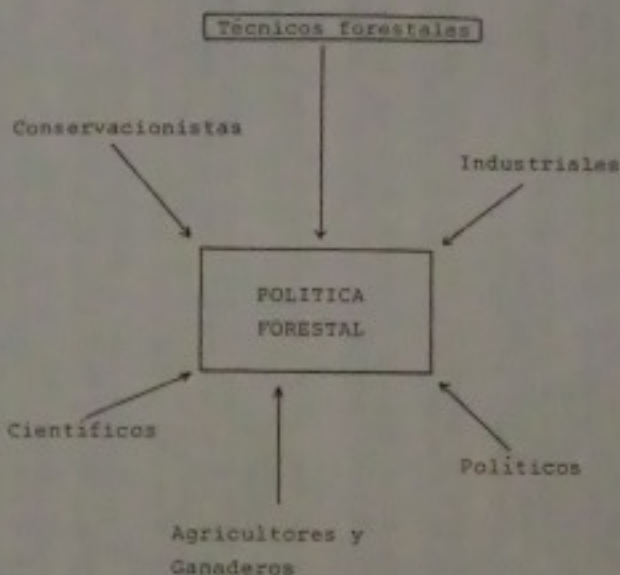 Técnicos forestales
Conservacionistas
Industriales
POLITICA
FORESTAL
Científicos
Políticos
Agricultores y
Ganaderos